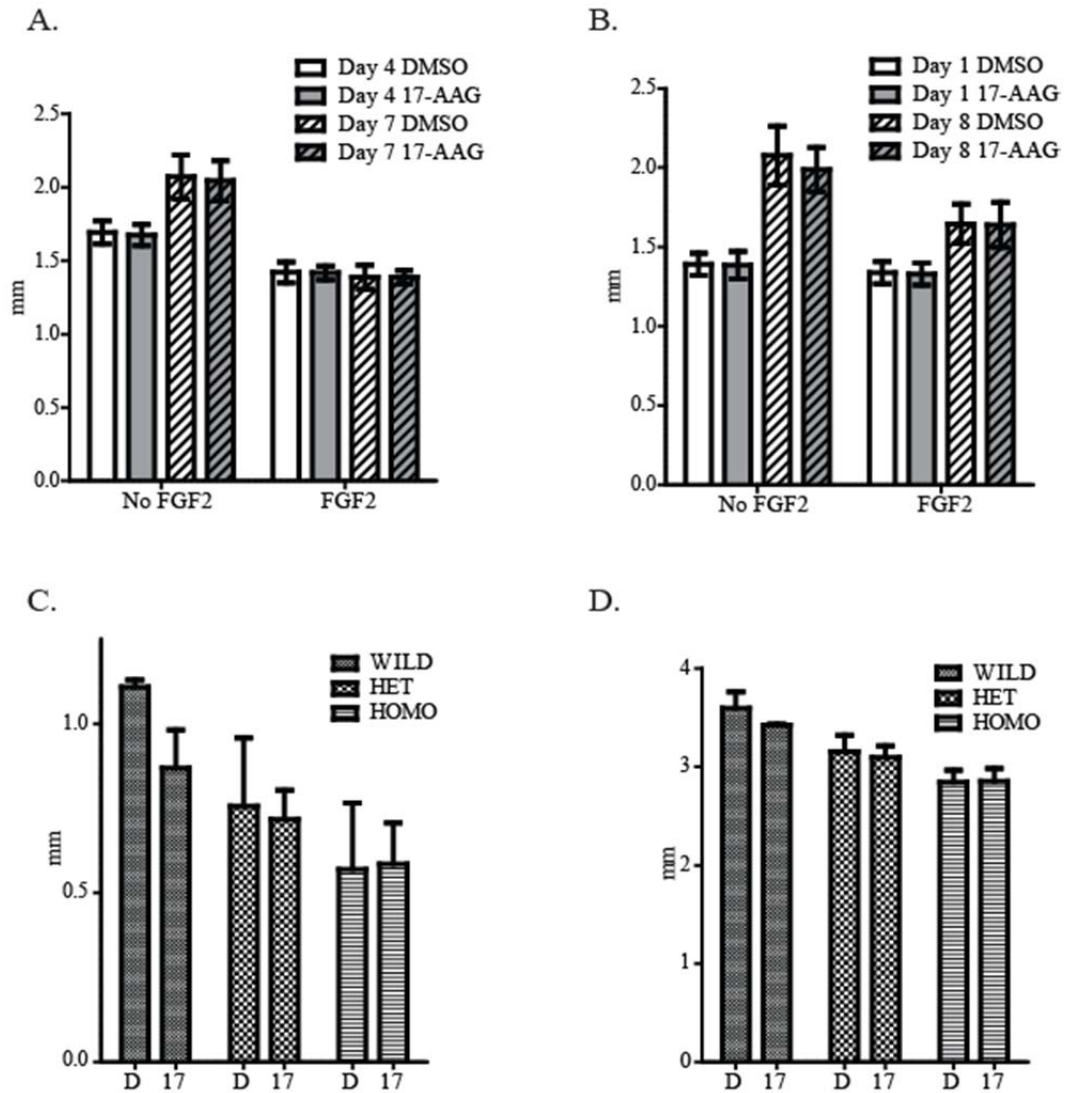 A.
Day 4 DMSO
Day 4 17-AAG
Day 7 DMSO
Day 7 17-AAG
2.5
2.0
1.5
1.0
0.5
0.0
mm
No FGF2 FGF2
B.
Day 1 DMSO
Day 1 17-AAG
Day 8 DMSO
Day 8 17-AAG
2.5
2.0
1.5
1.0
0.5
0.0
mm
No FGF2 FGF2
C.
WILD
HET
HOMO
1.0
0.5
0.0
mm
D 17 D 17 D 17
D.
WILD
HET
HOMO
4
3
2
1
0
mm
D 17 D 17 D 17